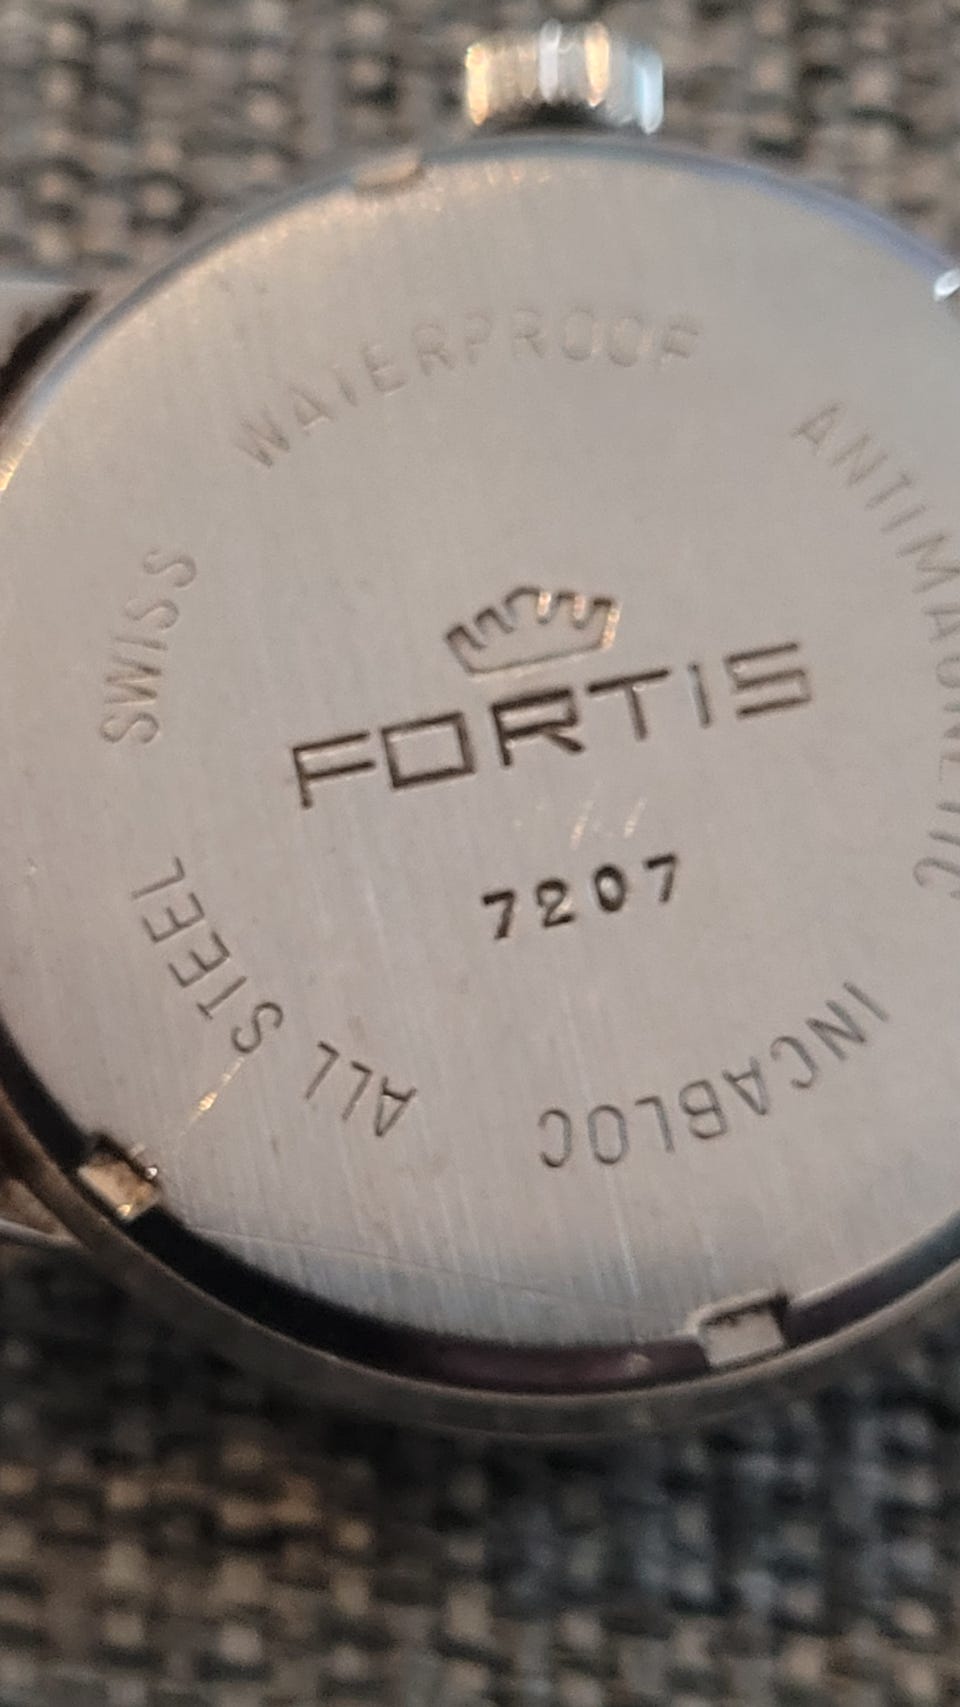 WATERPROOF
ANTIMAGNETIC
SWISS
FORTIS
7207
ALL STEEL
INCABLOC